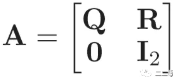 A = [ Q R
0 I₂ ]